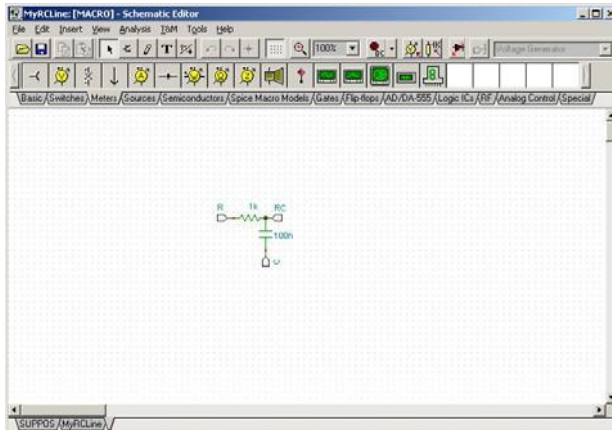 MyRCLine: [MACRO] - Schematic Editor
File Edit Insert View Analysis T&M Tools Help
T 100% DC Voltage Generator
Basic Switches Meters Sources Semiconductors Spice Macro Models Gates Flip-flops AD/DA-555 Logic ICs RF Analog Control Special
R 1k RC
100n
C
SUPPOS MyRCLine